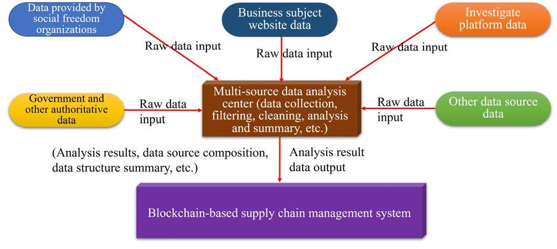 Data provided by
social freedom
organizations
Business subject
website data
Investigate
platform data
Raw data input
Raw data input
Raw data input
Government and
other authoritative
data
Raw data
input
Multi-source data analysis
center (data collection,
filtering, cleaning, analysis
and summary, etc.)
Raw data
input
Other data source
data
(Analysis results, data source composition,
data structure summary, etc.)
Analysis result
data output
Blockchain-based supply chain management system